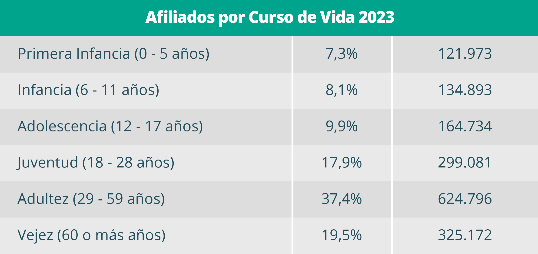 Afiliados por Curso de Vida 2023
Primera Infancia (0 - 5 años) 7,3% 121.973
Infancia (6 - 11 años) 8,1% 134.893
Adolescencia (12 - 17 años) 9,9% 164.734
Juventud (18 - 28 años) 17,9% 299.081
Adultez (29 - 59 años) 37,4% 624.796
Vejez (60 o más años) 19,5% 325.172